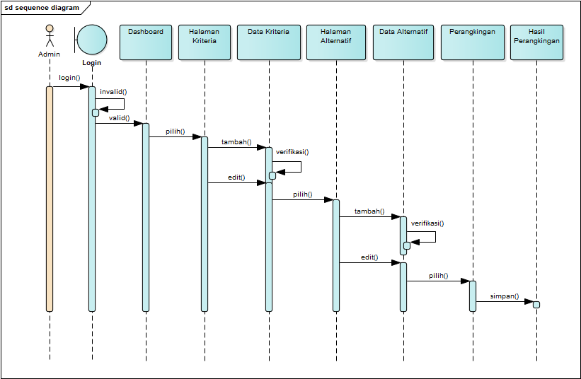 sd sequence diagram
Admin
Login
Dashboard
Halaman
Kriteria
Data Kriteria
Halaman
Alternatif
Data Alternatif
Perangkingan
Hasil
Perangkingan
login()
invalid()
valid()
pilih()
tambah()
verifikasi()
edit()
pilih()
tambah()
verifikasi()
edit()
pilih()
simpan()